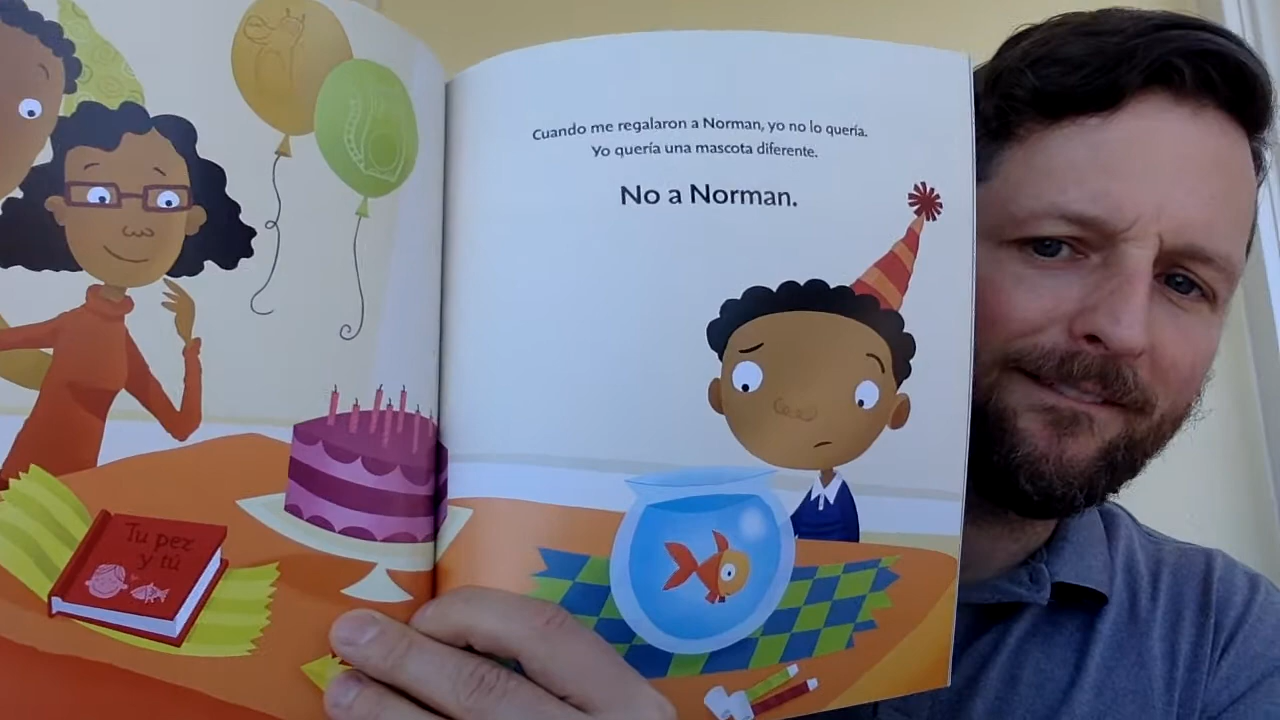 Tu pez
y tú
Cuando me regalaron a Norman, yo no lo quería.
Yo quería una mascota diferente.
No a Norman.